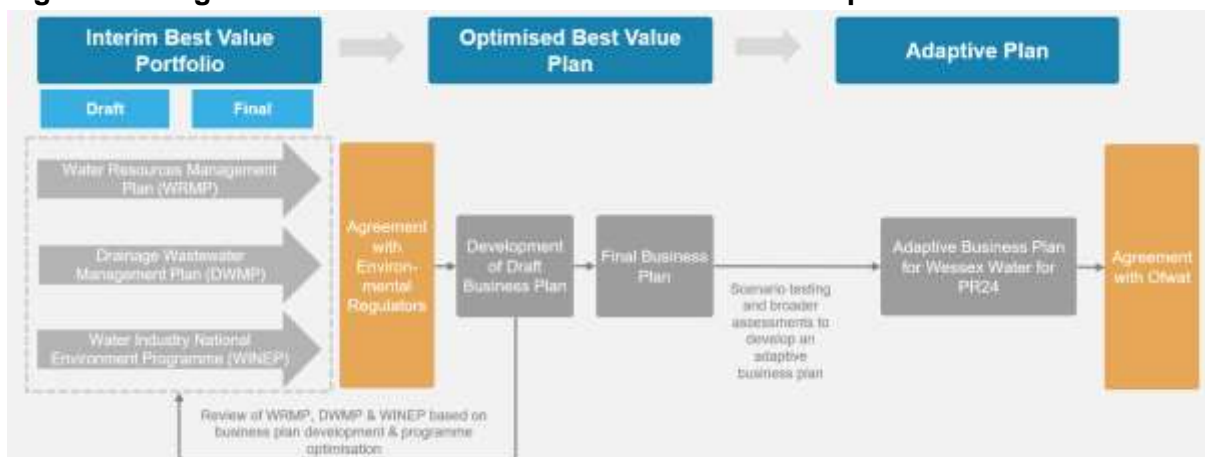 Interim Best Value
Portfolio
Optimised Best Value
Plan
Adaptive Plan
Draft
Final
Water Resources Management
Plan (WRMP)
Drainage Wastewater
Management Plan (DWMP)
Water Industry National
Environment Programme (WINEP)
Agreement
with
Environ-
mental
Regulators
Development
of Draft
Business Plan
Final Business
Plan
Scenario testing
and broader
assessments to
develop an
adaptive
business plan
Adaptive Business Plan
for Wessex Water for
PR24
Agreement
with Ofwat
Review of WRMP, DWMP & WINEP based on
business plan development & programme
optimisation